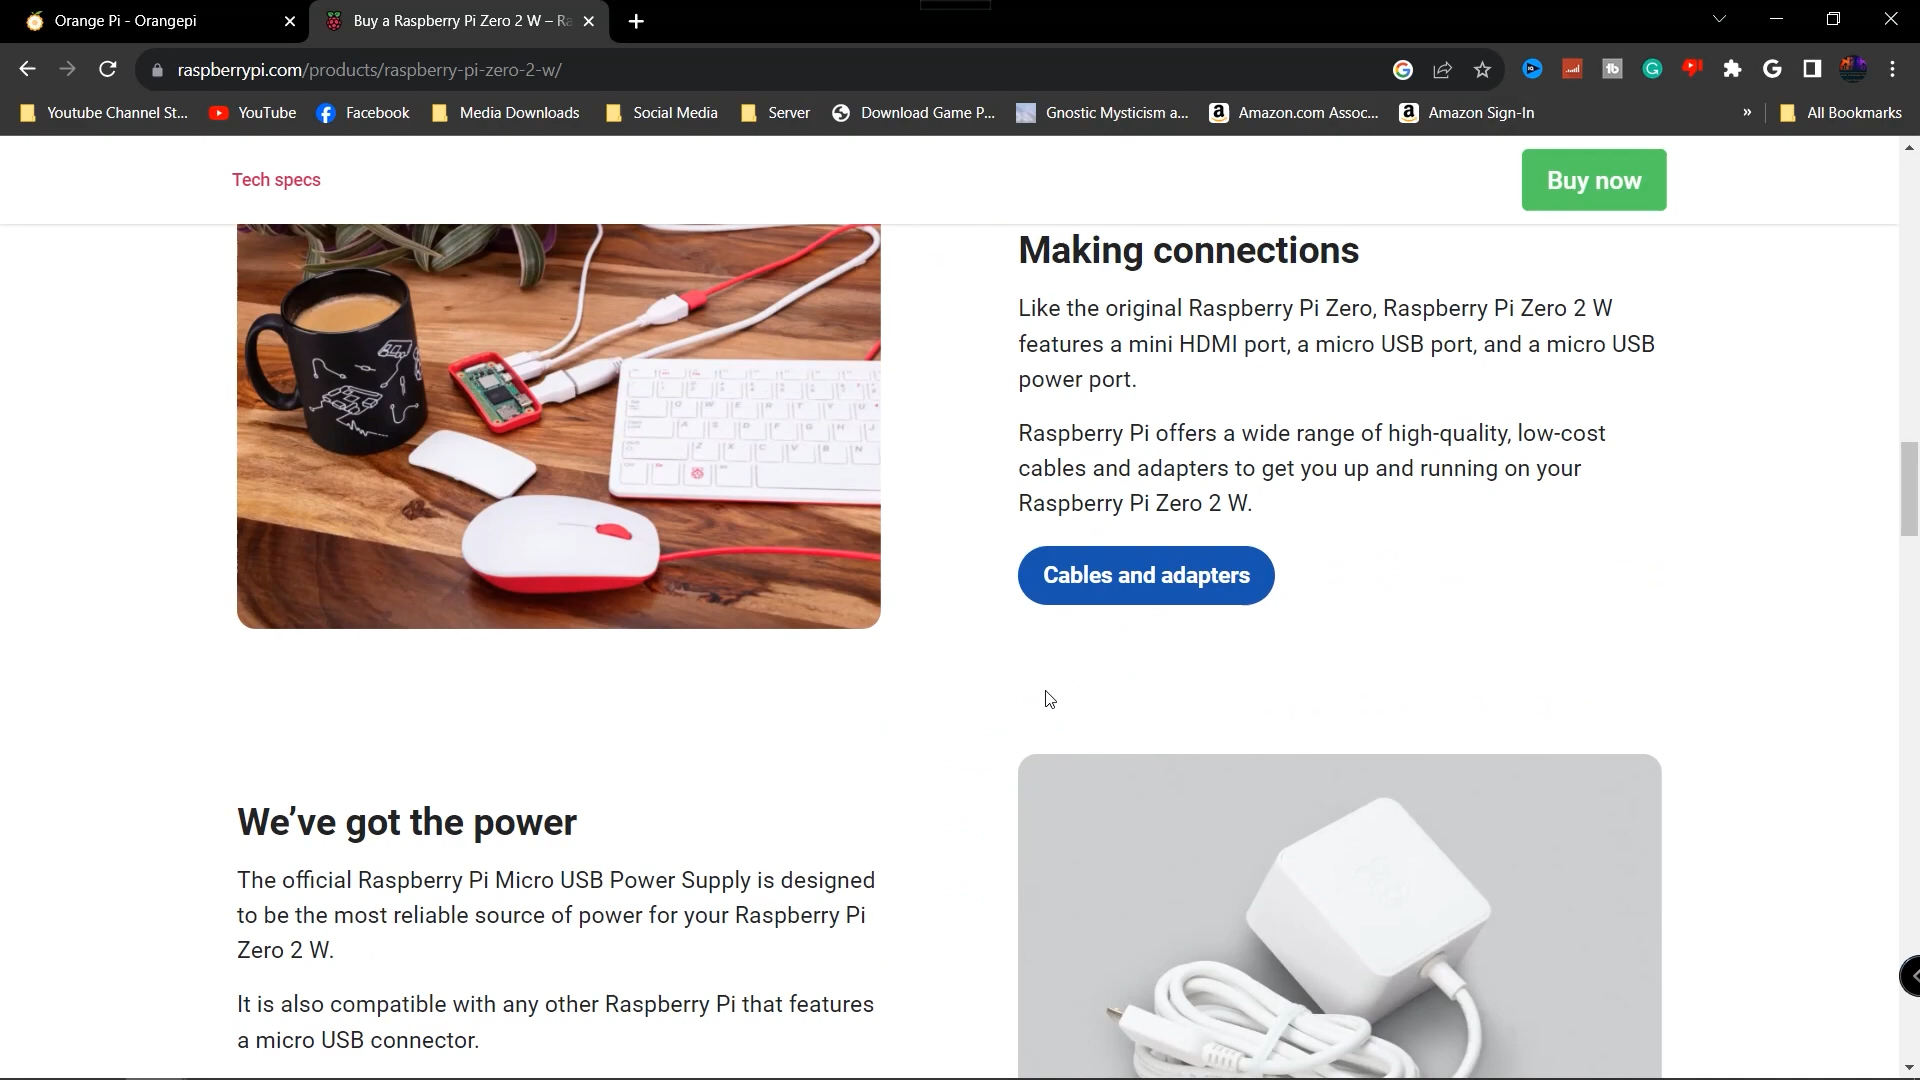 Orange Pi - Orangepi
Buy a Raspberry Pi Zero 2 W – Ra
raspberrypi.com/products/raspberry-pi-zero-2-w/
Youtube Channel St...
YouTube
Facebook
Media Downloads
Social Media
Server
Download Game P...
Gnostic Mysticism a...
Amazon.com Assoc...
Amazon Sign-In
»
All Bookmarks
Tech specs
Buy now
Making connections
Like the original Raspberry Pi Zero, Raspberry Pi Zero 2 W
features a mini HDMI port, a micro USB port, and a micro USB
power port.
Raspberry Pi offers a wide range of high-quality, low-cost
cables and adapters to get you up and running on your
Raspberry Pi Zero 2 W.
Cables and adapters
We’ve got the power
The official Raspberry Pi Micro USB Power Supply is designed
to be the most reliable source of power for your Raspberry Pi
Zero 2 W.
It is also compatible with any other Raspberry Pi that features
a micro USB connector.